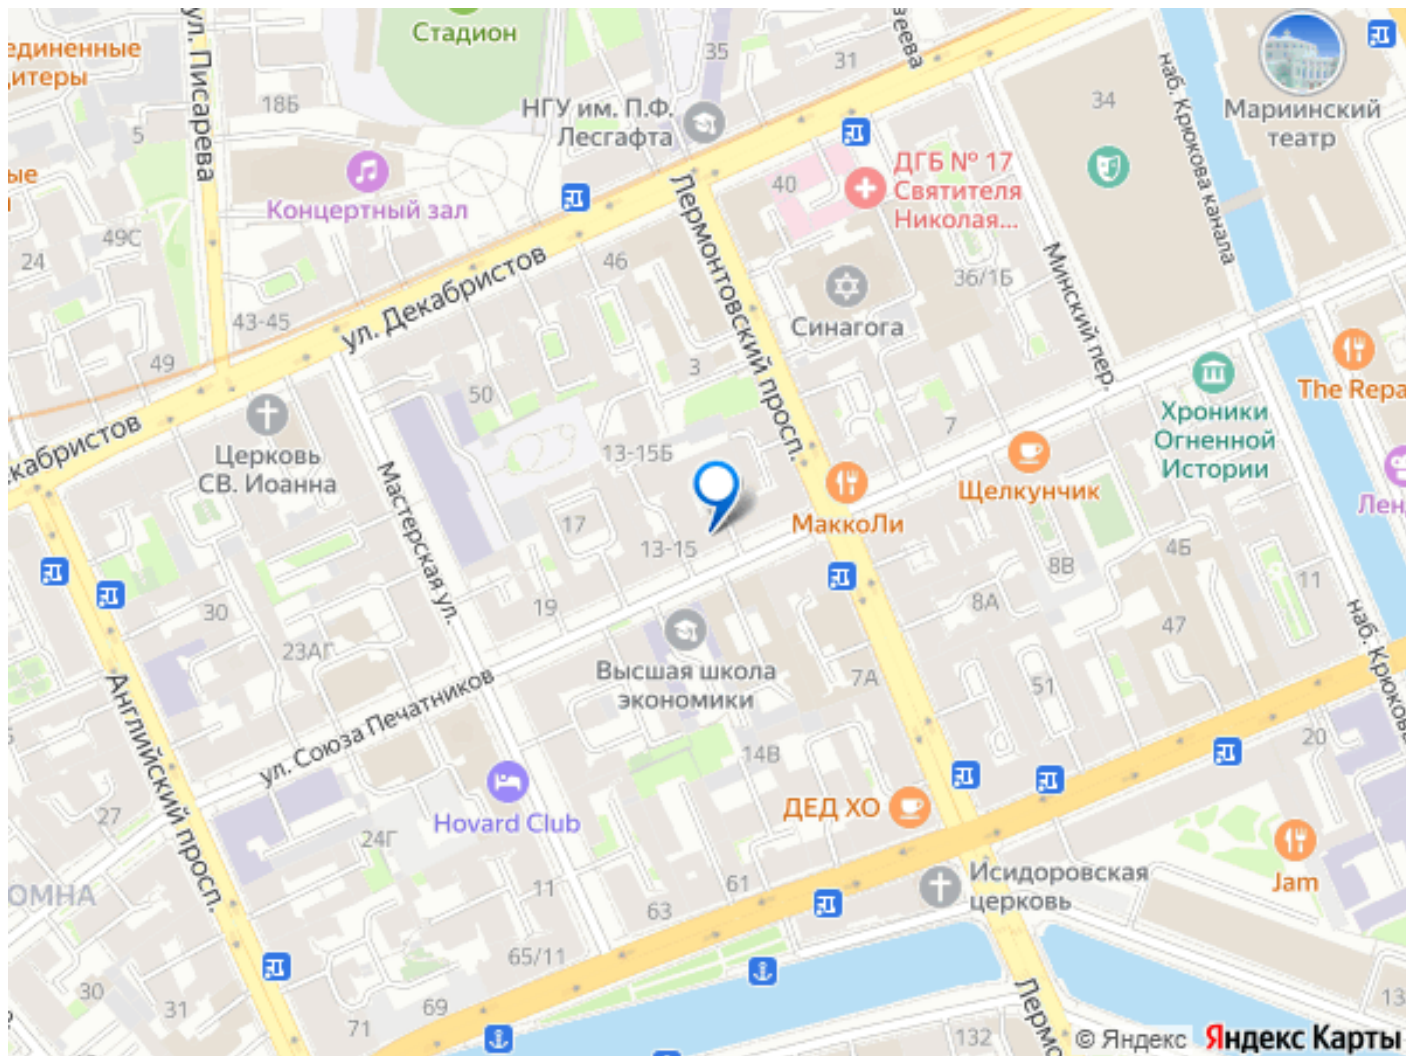 Стадион
единенные
цитеры
ул. Писарева
18Б
5
ые
49С
24
Концертный зал
НГУ им. П.Ф.
Лесгафта
35
31
веева
наб. Крюкова канала
34
Мариинский
театр
40
ДГБ № 17
Святителя
Николая...
Лермонтовский просп.
46
ул. Декабристов
43-45
49
Синагога
36/1Б
Минский пер.
3
50
Церковь
СВ. Иоанна
кабристов
13-15Б
7
The Repa
Хроники
Огненной
Истории
Щелкунчик
МаккоЛи
Лен
Мастерская ул.
17
13-15
4Б
8В
11
8А
19
30
23АГ
47
наб. Крюкова
Высшая школа
экономики
7А
51
Английский просп.
ул. Союза Печатников
14В
20
27
Hovard Club
ДЕД ХО
24Г
Jam
Исидоровская
церковь
ОМНА
11
61
63
65/11
30
31
69
71
Лермо
13
132
© Яндекс Яндекс Карты